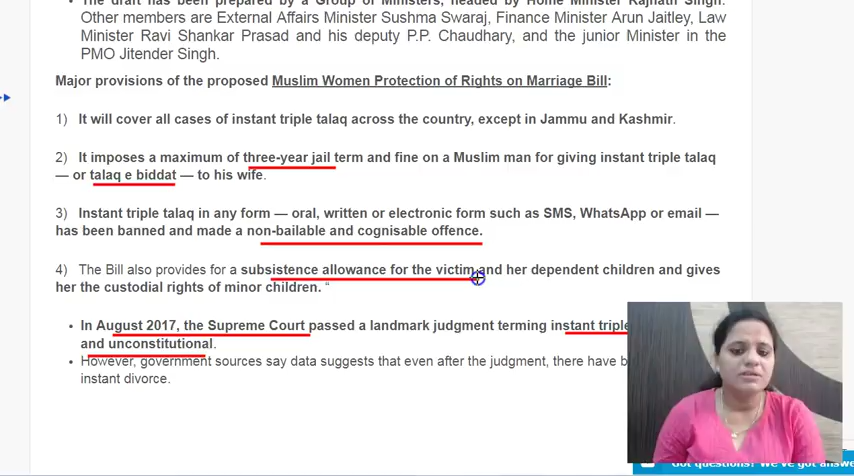 The draft has been prepared by a Group of Ministers, headed by Home Minister Rajnath Singh.
Other members are External Affairs Minister Sushma Swaraj, Finance Minister Arun Jaitley, Law
Minister Ravi Shankar Prasad and his deputy P.P. Chaudhary, and the junior Minister in the
PMO Jitender Singh.
Major provisions of the proposed Muslim Women Protection of Rights on Marriage Bill:
1) It will cover all cases of instant triple talaq across the country, except in Jammu and Kashmir.
2) It imposes a maximum of three-year jail term and fine on a Muslim man for giving instant triple talaq
— or talaq e biddat — to his wife.
3) Instant triple talaq in any form — oral, written or electronic form such as SMS, WhatsApp or email —
has been banned and made a non-bailable and cognisable offence.
4) The Bill also provides for a subsistence allowance for the victim and her dependent children and gives
her the custodial rights of minor children. “
• In August 2017, the Supreme Court passed a landmark judgment terming instant triple
and unconstitutional.
• However, government sources say data suggests that even after the judgment, there have
instant divorce.
Got questions? We've got